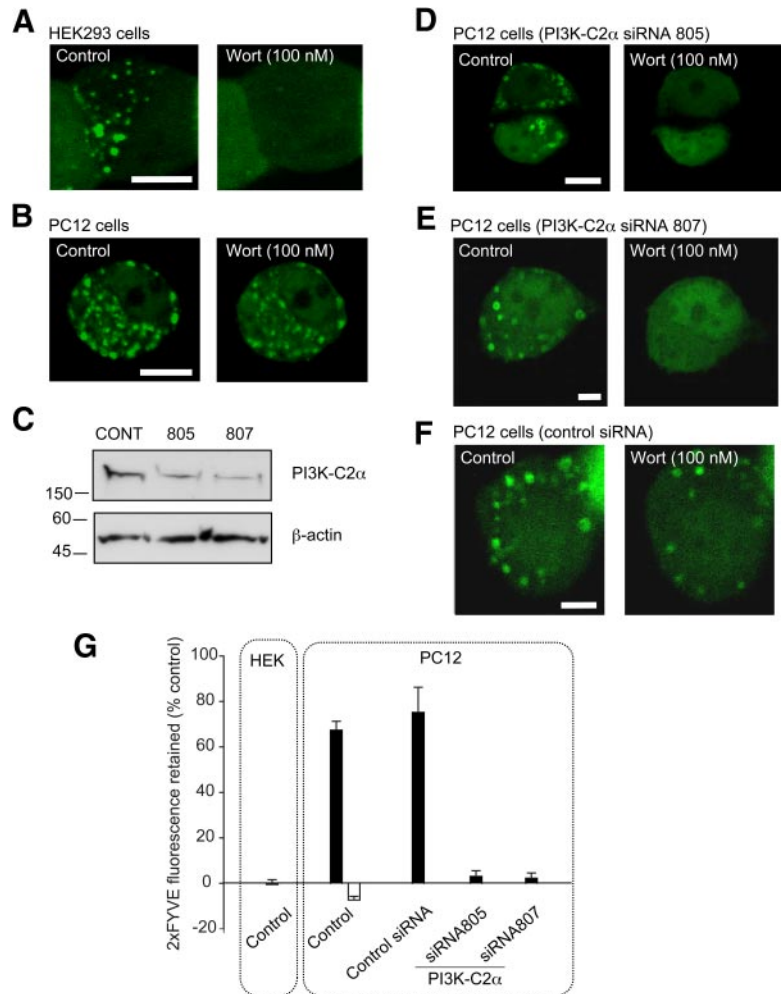 A
HEK293 cells
Control
Wort (100 nM)
B
PC12 cells
Control
Wort (100 nM)
C
CONT 805 807
PI3K-C2α
150
60
45
β-actin
D
PC12 cells (PI3K-C2α siRNA 805)
Control
Wort (100 nM)
E
PC12 cells (PI3K-C2α siRNA 807)
Control
Wort (100 nM)
F
PC12 cells (control siRNA)
Control
Wort (100 nM)
G
2xFYVE fluorescence retained (% control)
100
80
60
40
20
0
-20
HEK
PC12
Control
Control
Control siRNA
siRNA805
siRNA807
PI3K-C2α